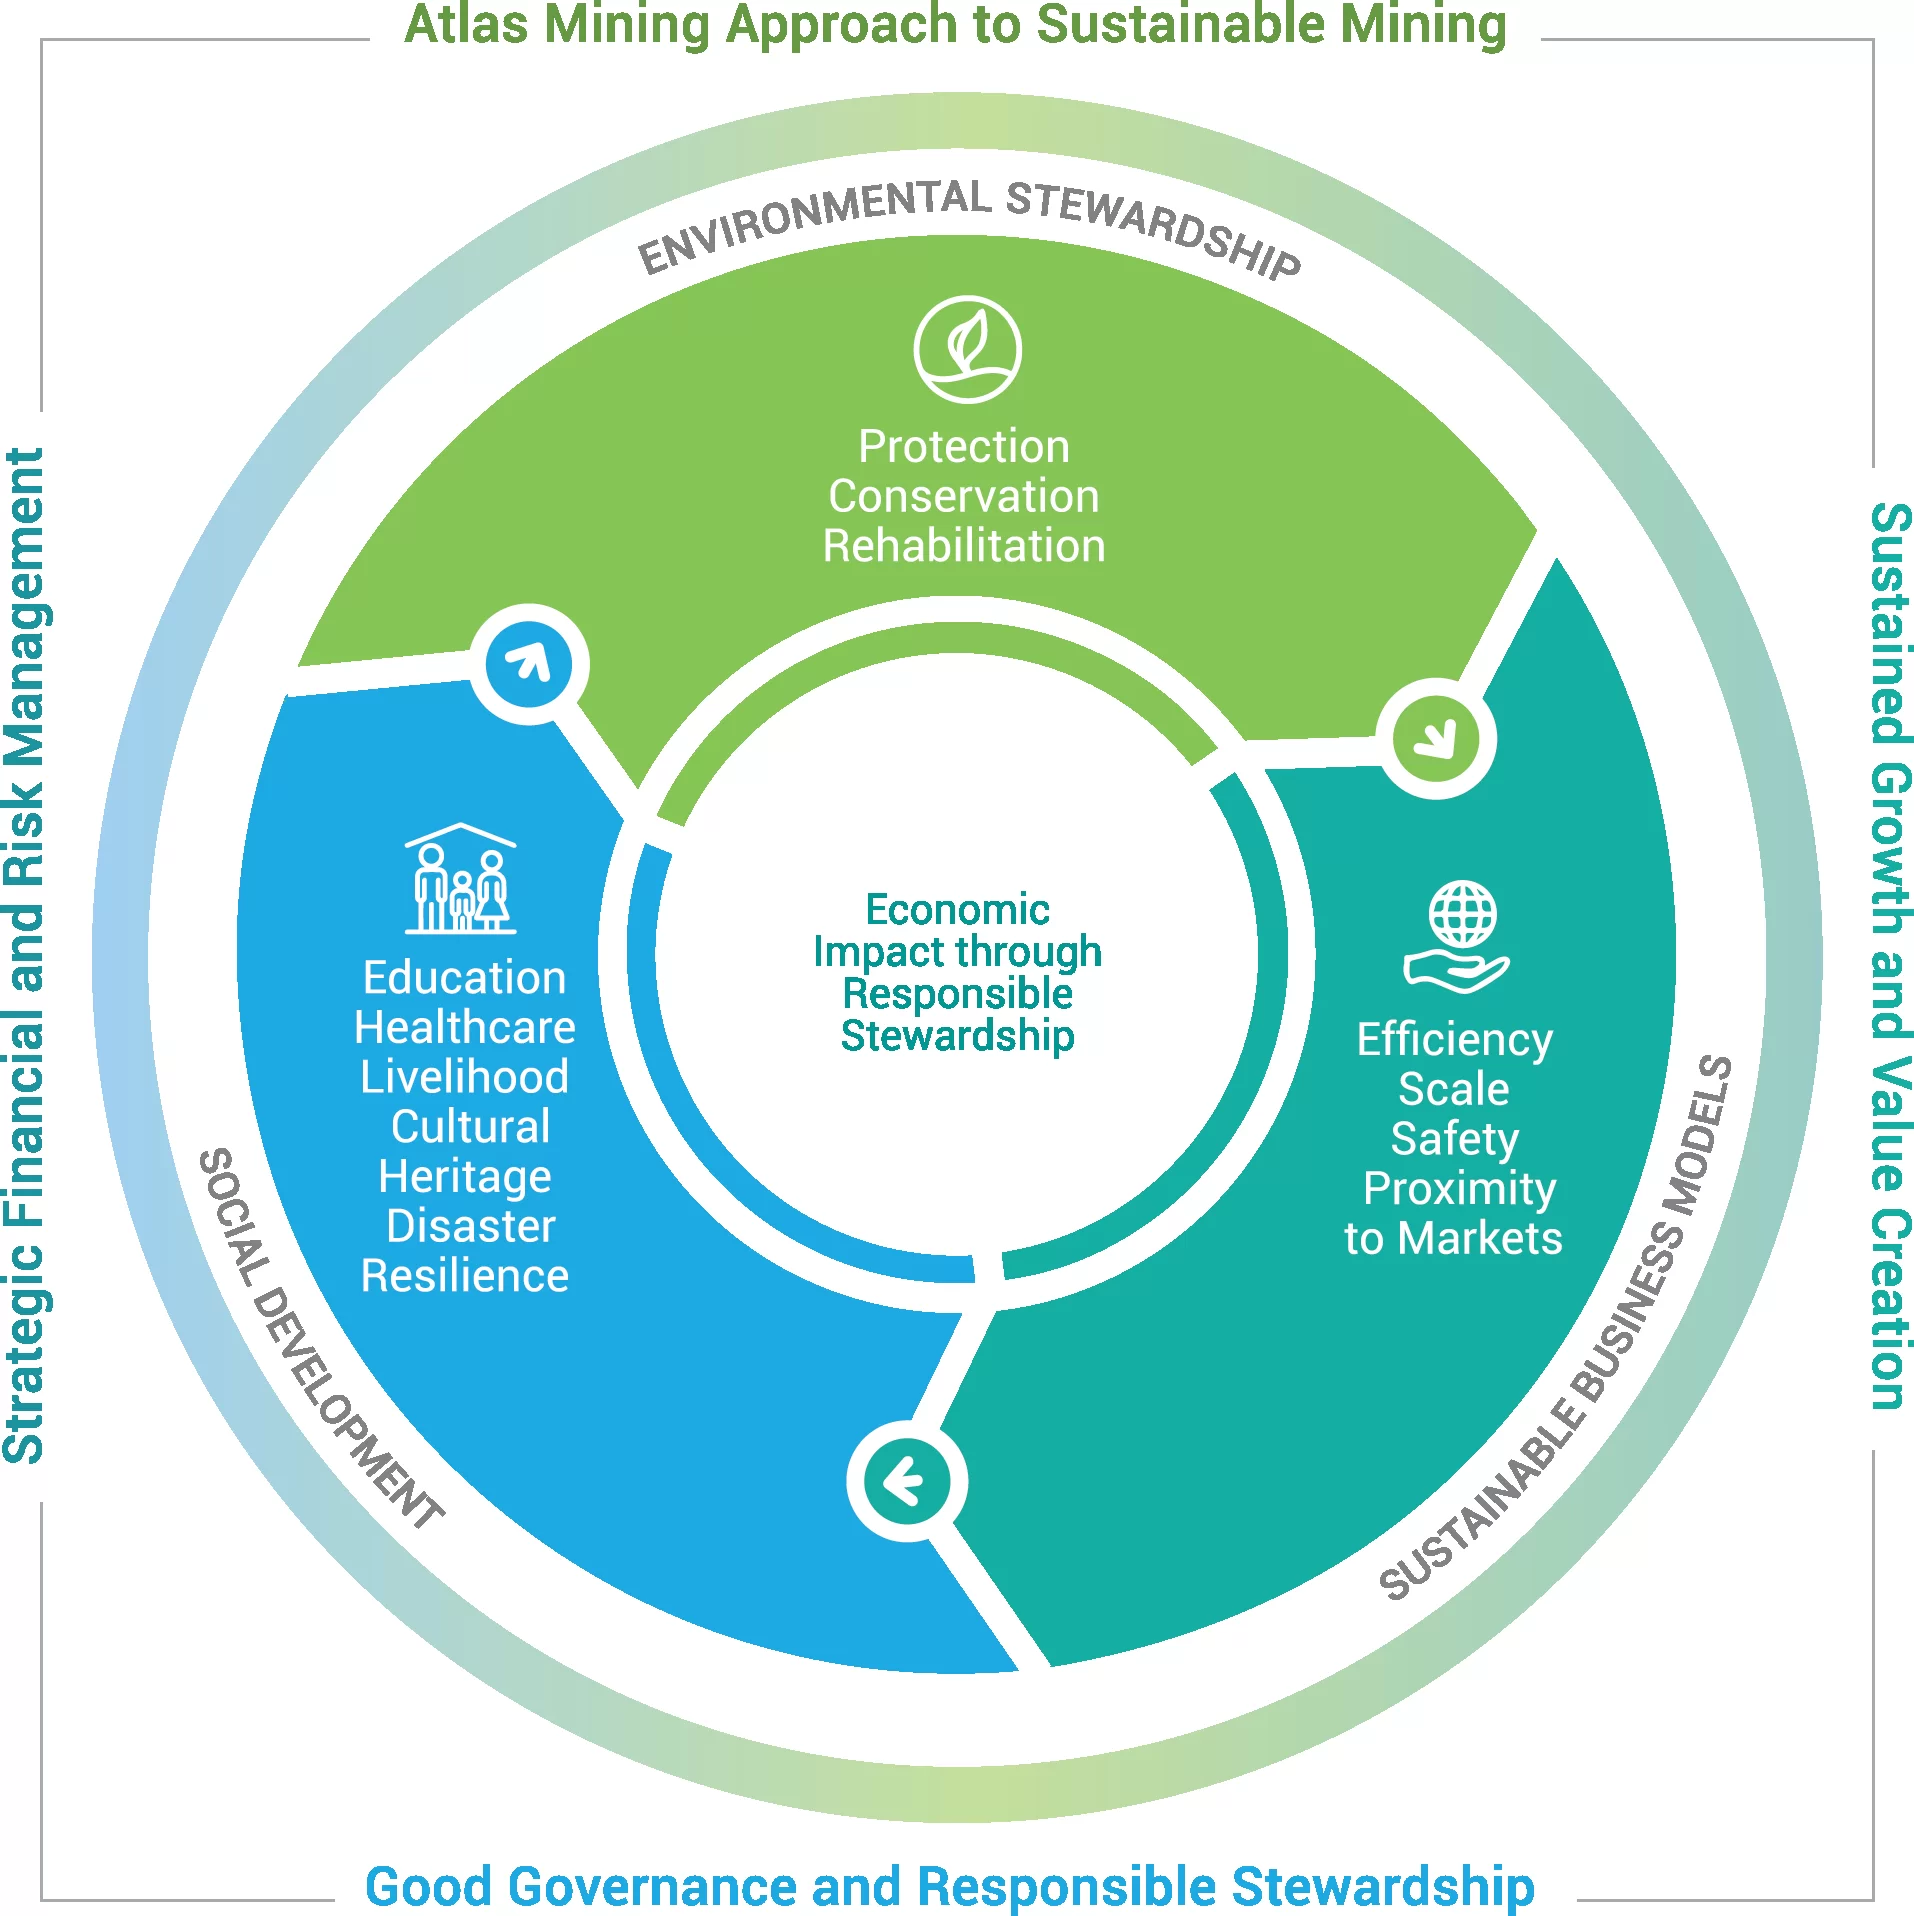 Atlas Mining Approach to Sustainable Mining
ENVIRONMENTAL STEWARDSHIP
Protection
Conservation
Rehabilitation
Strategic Financial and Risk Management
Sustained Growth and Value Creation
Economic
Impact through
Responsible
Stewardship
Education
Healthcare
Livelihood
Cultural
Heritage
Disaster
Resilience
SOCIAL DEVELOPMENT
Efficiency
Scale
Safety
Proximity
to Markets
SUSTAINABLE BUSINESS MODELS
Good Governance and Responsible Stewardship